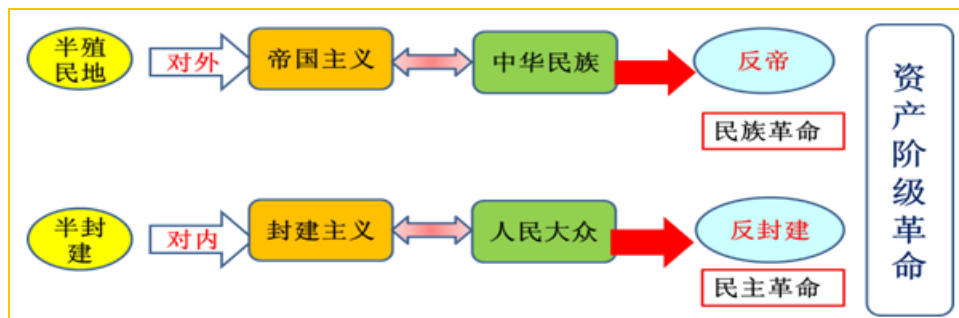 半殖
民地
对外
帝国主义
中华民族
反帝
民族革命
半封
建
对内
封建主义
人民大众
反封建
民主革命
资产阶级革命